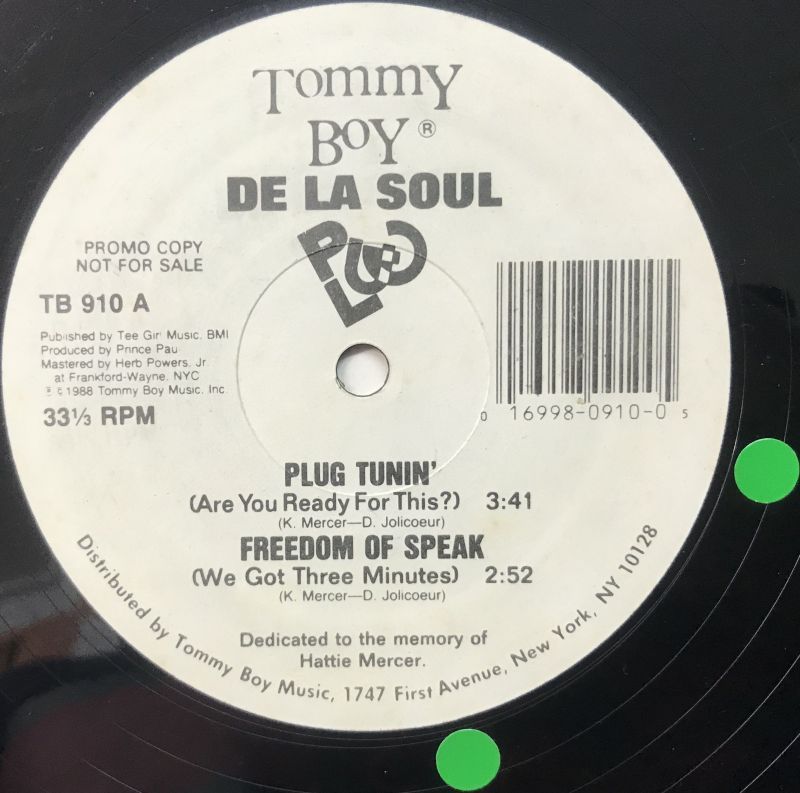 Tommy
Boy ®
DE LA SOUL
PLUG
PROMO COPY
NOT FOR SALE
TB 910 A
Published by Tee Girl Music. BMI
Produced by Prince Pau
Mastered by Herb Powers. Jr
at Frankford-Wayne. NYC
℗ © 1988 Tommy Boy Music. Inc.
33⅓ RPM
0 16998-0910-0 5
PLUG TUNIN'
(Are You Ready For This?) 3:41
(K. Mercer—D. Jolicoeur)
FREEDOM OF SPEAK
(We Got Three Minutes) 2:52
(K. Mercer—D. Jolicoeur)
Dedicated to the memory of
Hattie Mercer.
Distributed by Tommy Boy Music, 1747 First Avenue, New York, NY 10128